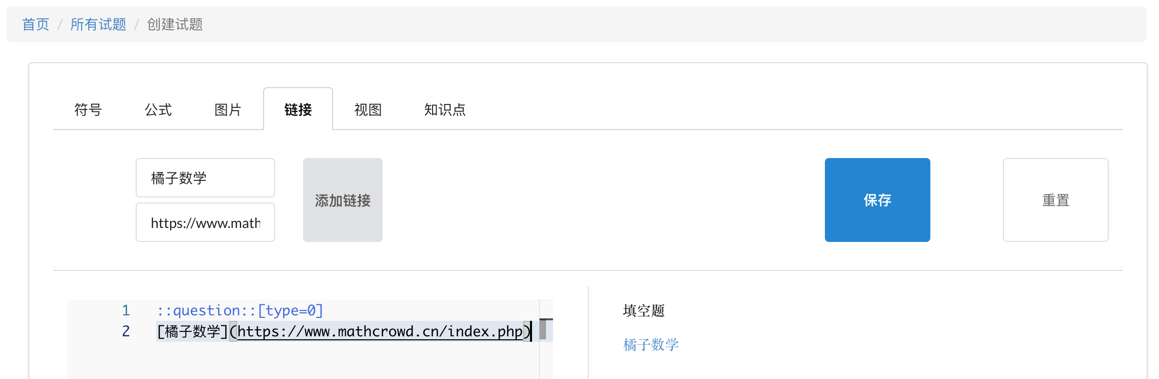 首页 / 所有试题 / 创建试题
符号 公式 图片 链接 视图 知识点
橘子数学
https://www.math
添加链接
保存
重置
1 ::question::[type=0]
2 [橘子数学](https://www.mathcrowd.cn/index.php)
填空题
橘子数学